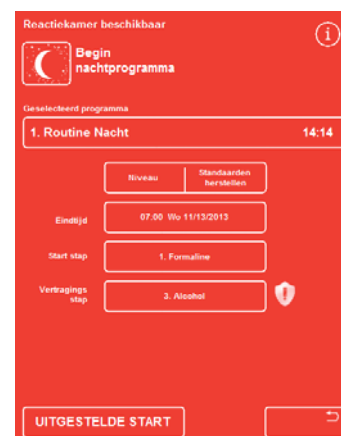 Reactiekamer beschikbaar
Begin
nachtprogramma
Geselecteerd programma
1. Routine Nacht 14:14
Niveau
Standaarden
herstellen
Eindtijd 07:00 Wo 11/13/2013
Start stap 1. Formaline
Vertragings
stap
3. Alcohol
UITGESTELDE START